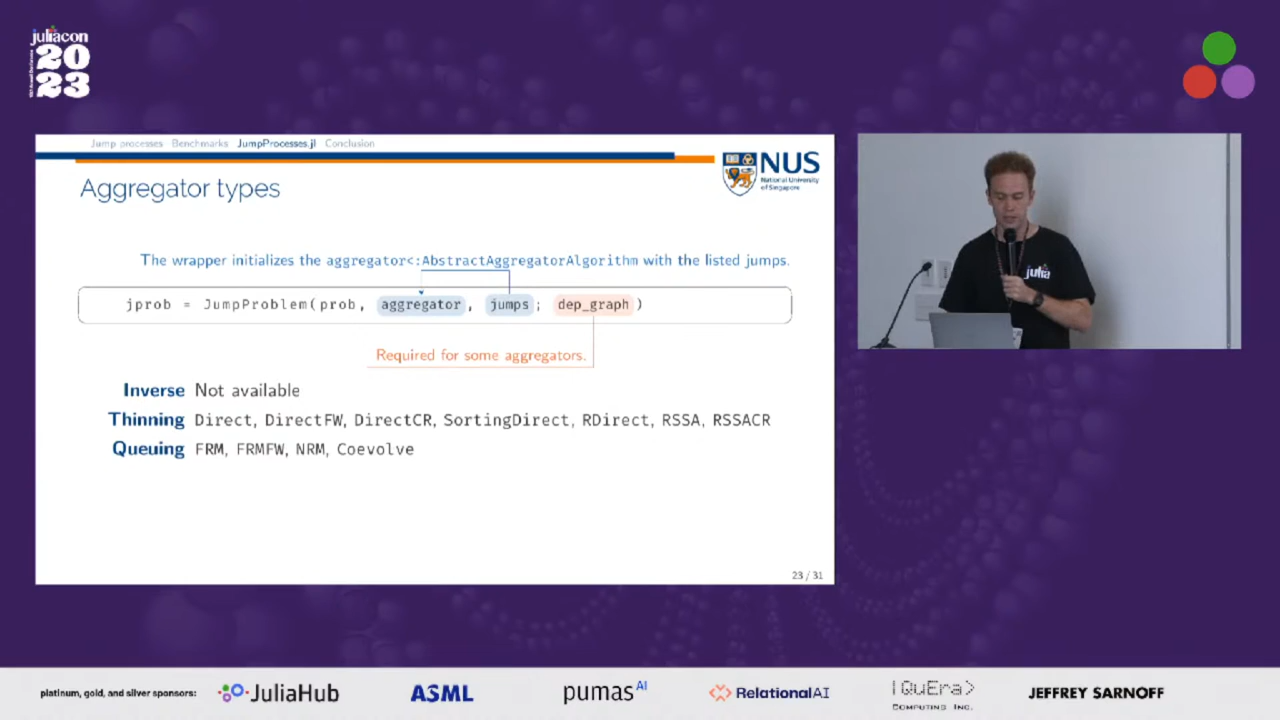 juliacon
20
23
Jump processes Benchmarks JumpProcesses.jl Conclusion
NUS
National University
of Singapore
Aggregator types
The wrapper initializes the aggregator<:AbstractAggregatorAlgorithm with the listed jumps.
jprob = JumpProblem(prob, aggregator, jumps; dep_graph)
Required for some aggregators.
Inverse Not available
Thinning Direct, DirectFW, DirectCR, SortingDirect, RDirect, RSSA, RSSACR
Queuing FRM, FRMFW, NRM, Coevolve
23 / 31
julia
platinum, gold, and silver sponsors: JuliaHub ASML pumasAI RelationalAI |QuEra> COMPUTING INC. JEFFREY SARNOFF